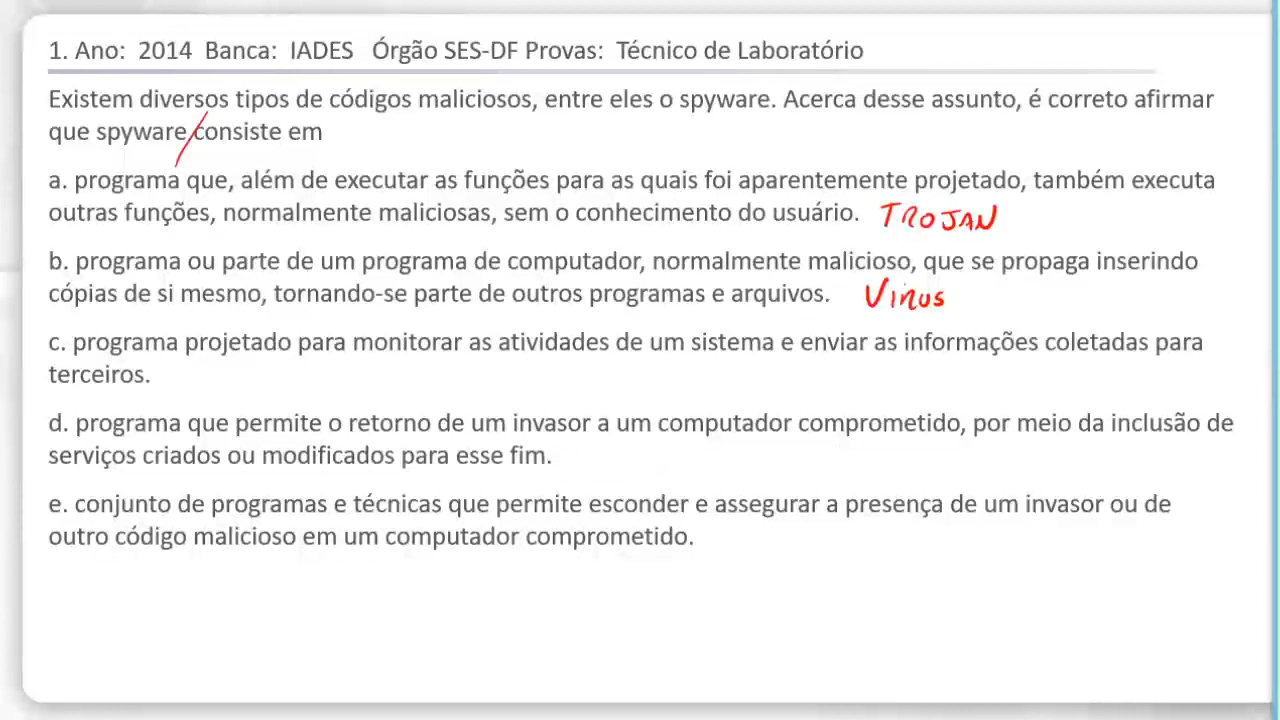 1. Ano: 2014 Banca: IADES Órgão SES-DF Provas: Técnico de Laboratório
Existem diversos tipos de códigos maliciosos, entre eles o spyware. Acerca desse assunto, é correto afirmar
que spyware consiste em
a. programa que, além de executar as funções para as quais foi aparentemente projetado, também executa
outras funções, normalmente maliciosas, sem o conhecimento do usuário. TROJAN
b. programa ou parte de um programa de computador, normalmente malicioso, que se propaga inserindo
cópias de si mesmo, tornando-se parte de outros programas e arquivos. VIRUS
c. programa projetado para monitorar as atividades de um sistema e enviar as informações coletadas para
terceiros.
d. programa que permite o retorno de um invasor a um computador comprometido, por meio da inclusão de
serviços criados ou modificados para esse fim.
e. conjunto de programas e técnicas que permite esconder e assegurar a presença de um invasor ou de
outro código malicioso em um computador comprometido.